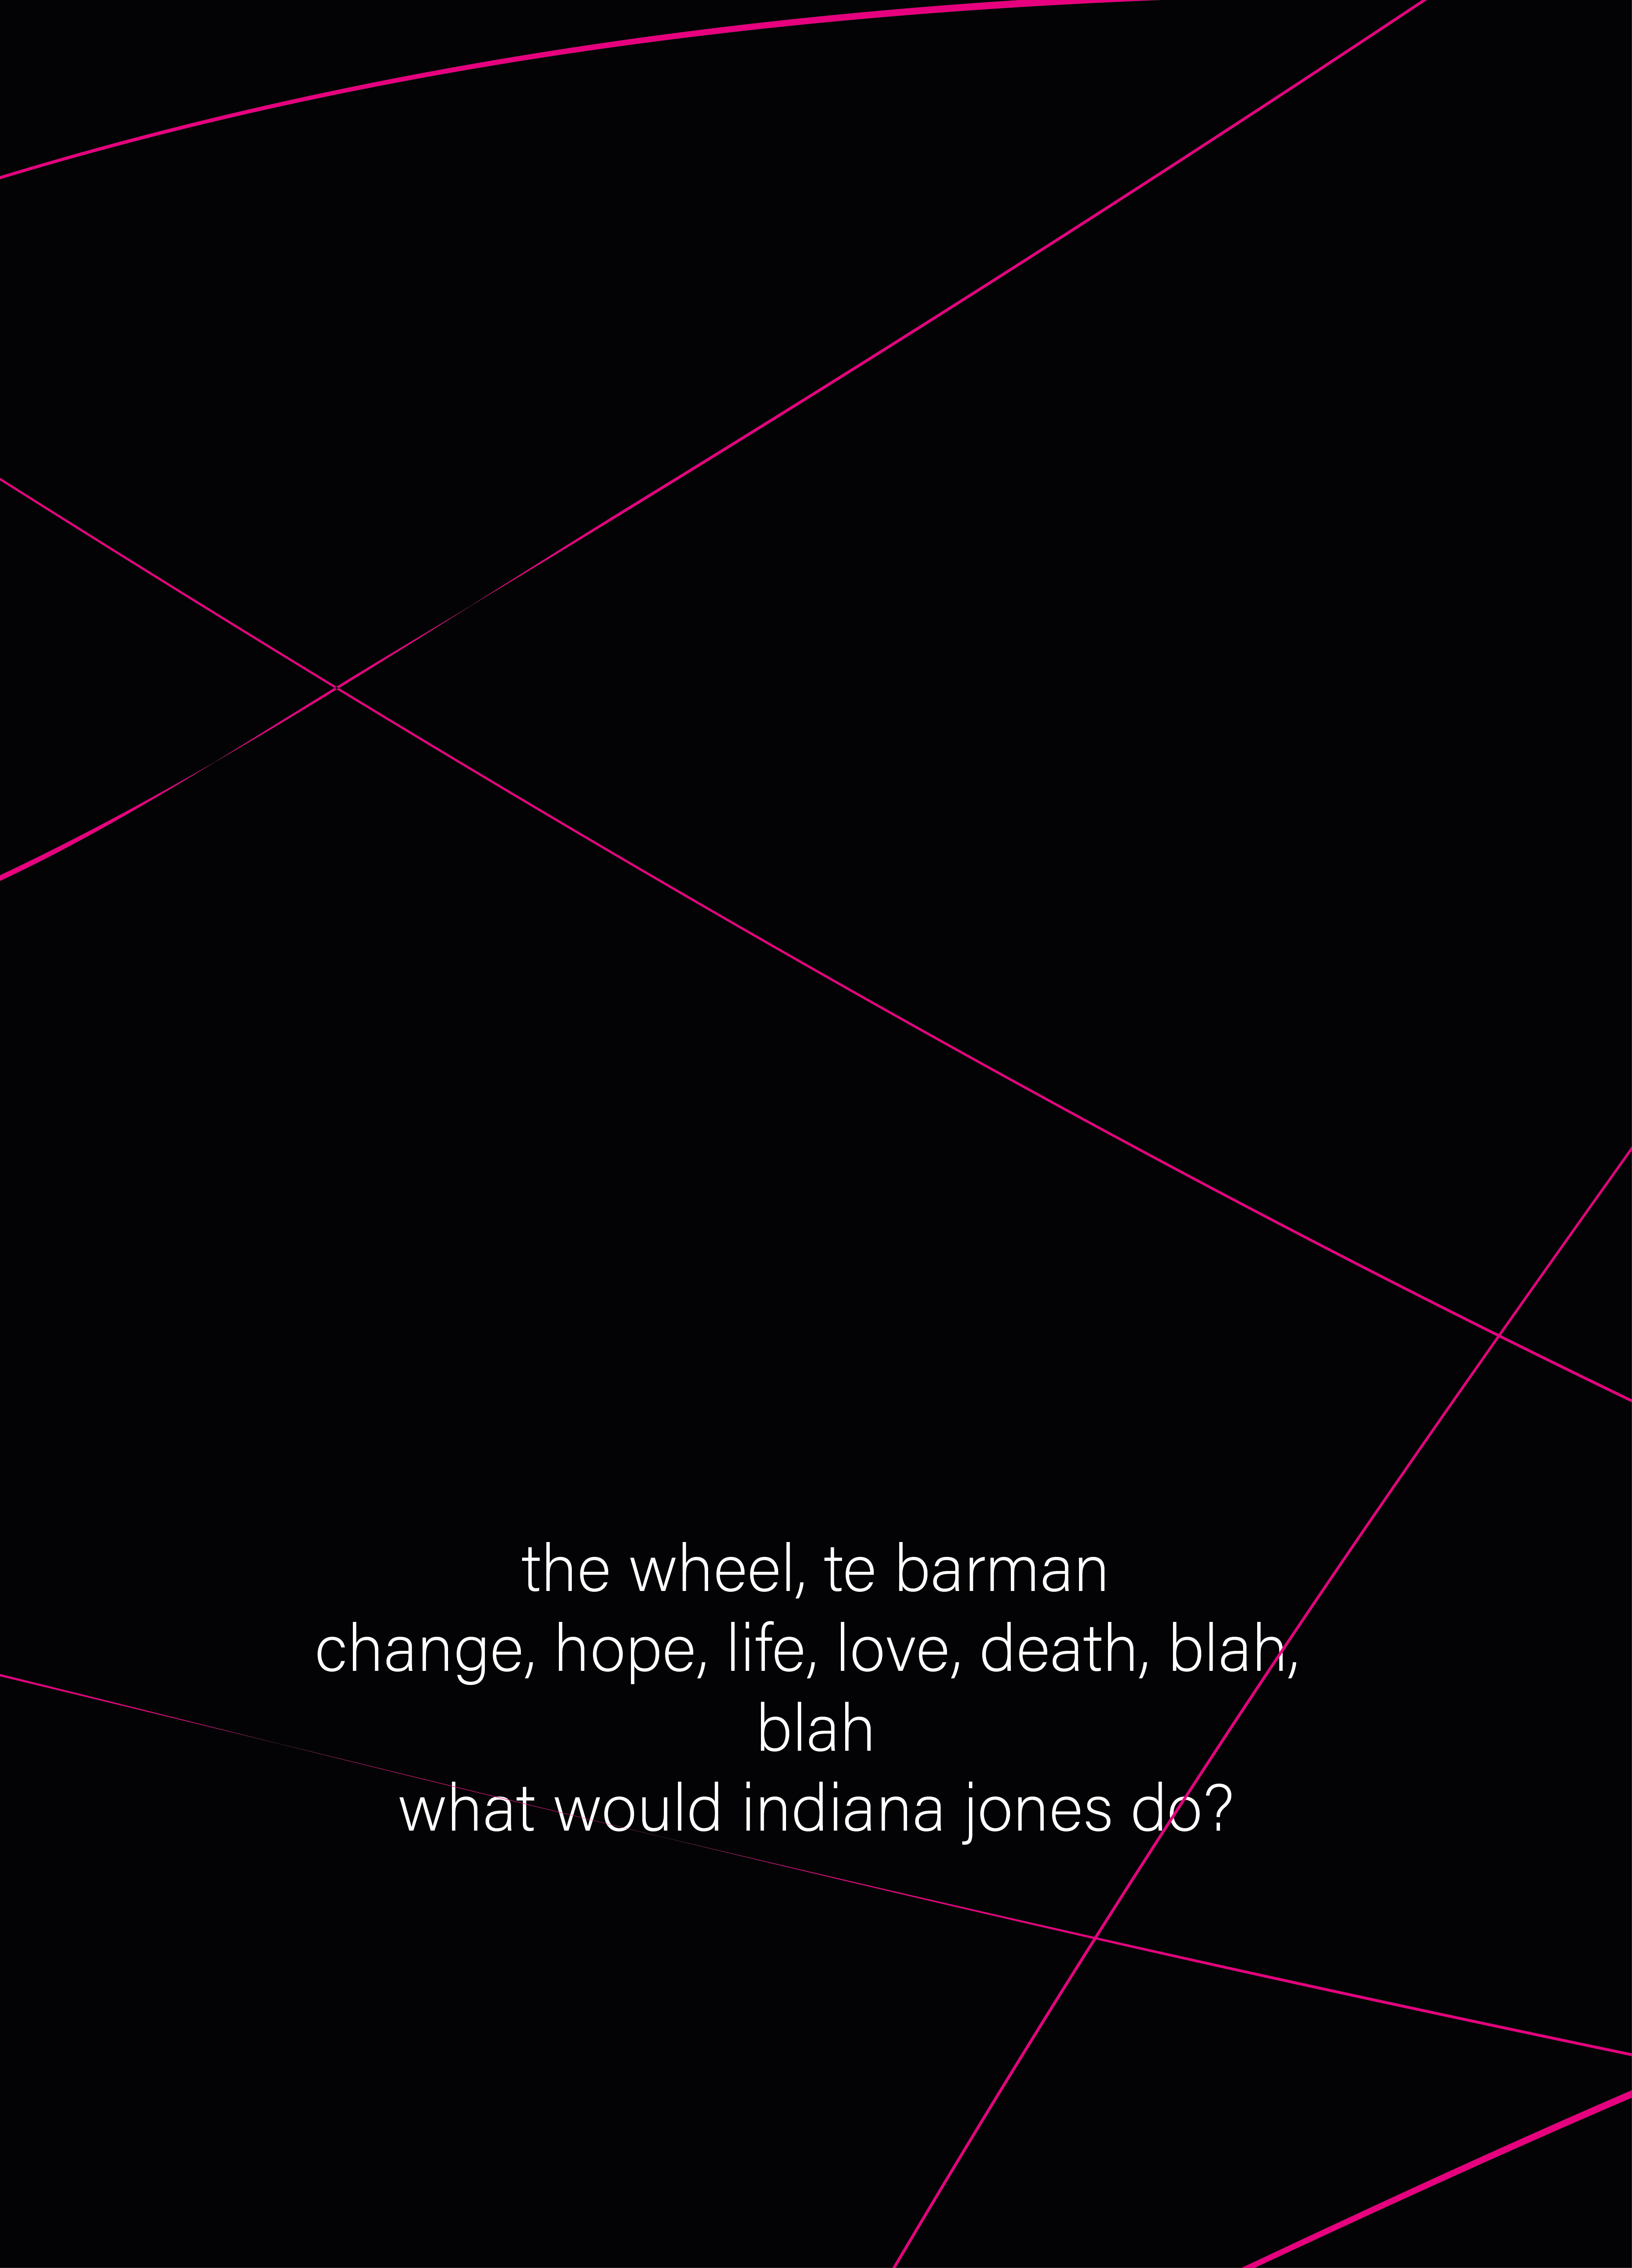 the wheel, te barman
change, hope, life, love, death, blah,
blah
what would indiana jones do?